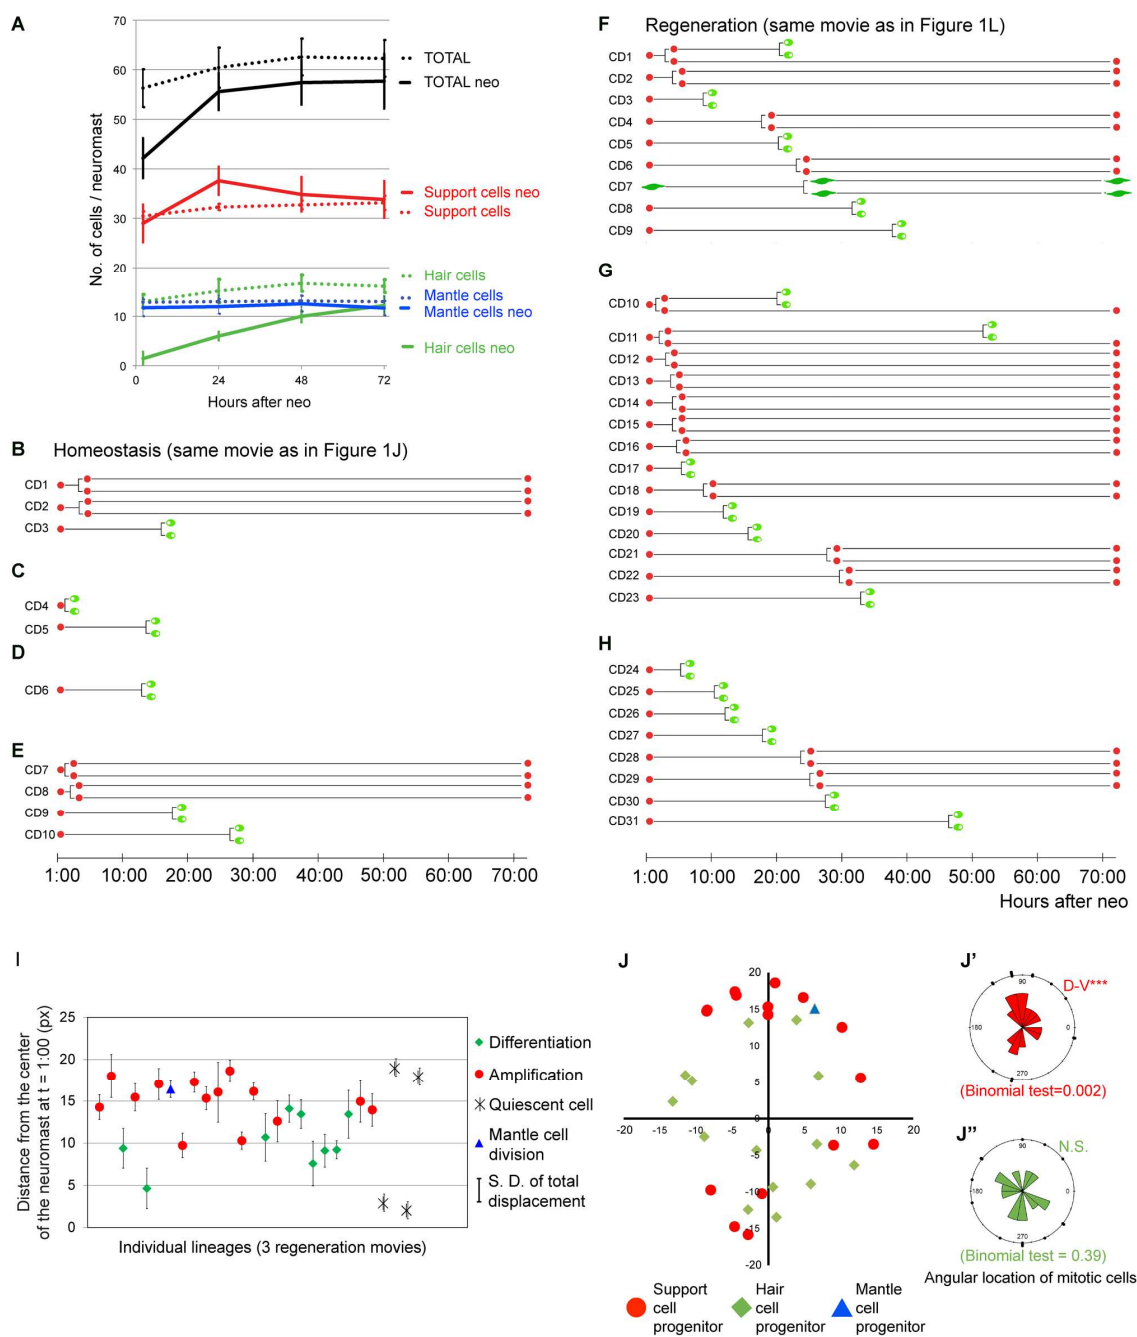 A
70
60
50
40
30
20
10
0
No. of cells / neuromast
0
24
48
72
Hours after neo
TOTAL
TOTAL neo
Support cells neo
Support cells
Hair cells
Mantle cells
Mantle cells neo
Hair cells neo
B Homeostasis (same movie as in Figure 1J)
CD1
CD2
CD3
C
CD4
CD5
D
CD6
E
CD7
CD8
CD9
CD10
1:00 10:00 20:00 30:00 40:00 50:00 60:00 70:00
F Regeneration (same movie as in Figure 1L)
CD1
CD2
CD3
CD4
CD5
CD6
CD7
CD8
CD9
G
CD10
CD11
CD12
CD13
CD14
CD15
CD16
CD17
CD18
CD19
CD20
CD21
CD22
CD23
H
CD24
CD25
CD26
CD27
CD28
CD29
CD30
CD31
1:00 10:00 20:00 30:00 40:00 50:00 60:00 70:00
Hours after neo
I
25
20
15
10
5
0
Distance from the center
of the neuromast at t = 1:00 (px)
Individual lineages (3 regeneration movies)
Differentiation
Amplification
Quiescent cell
Mantle cell
division
S. D. of total
displacement
J
20
15
10
5
0
-5
-10
-15
-20
-20 -15 -10 -5 0 5 10 15 20
Support
cell
progenitor
Hair
cell
progenitor
Mantle
cell
progenitor
J'
D-V***
90
180
0
270
(Binomial test=0.002)
J''
N.S.
90
180
0
270
(Binomial test = 0.39)
Angular location of mitotic cells